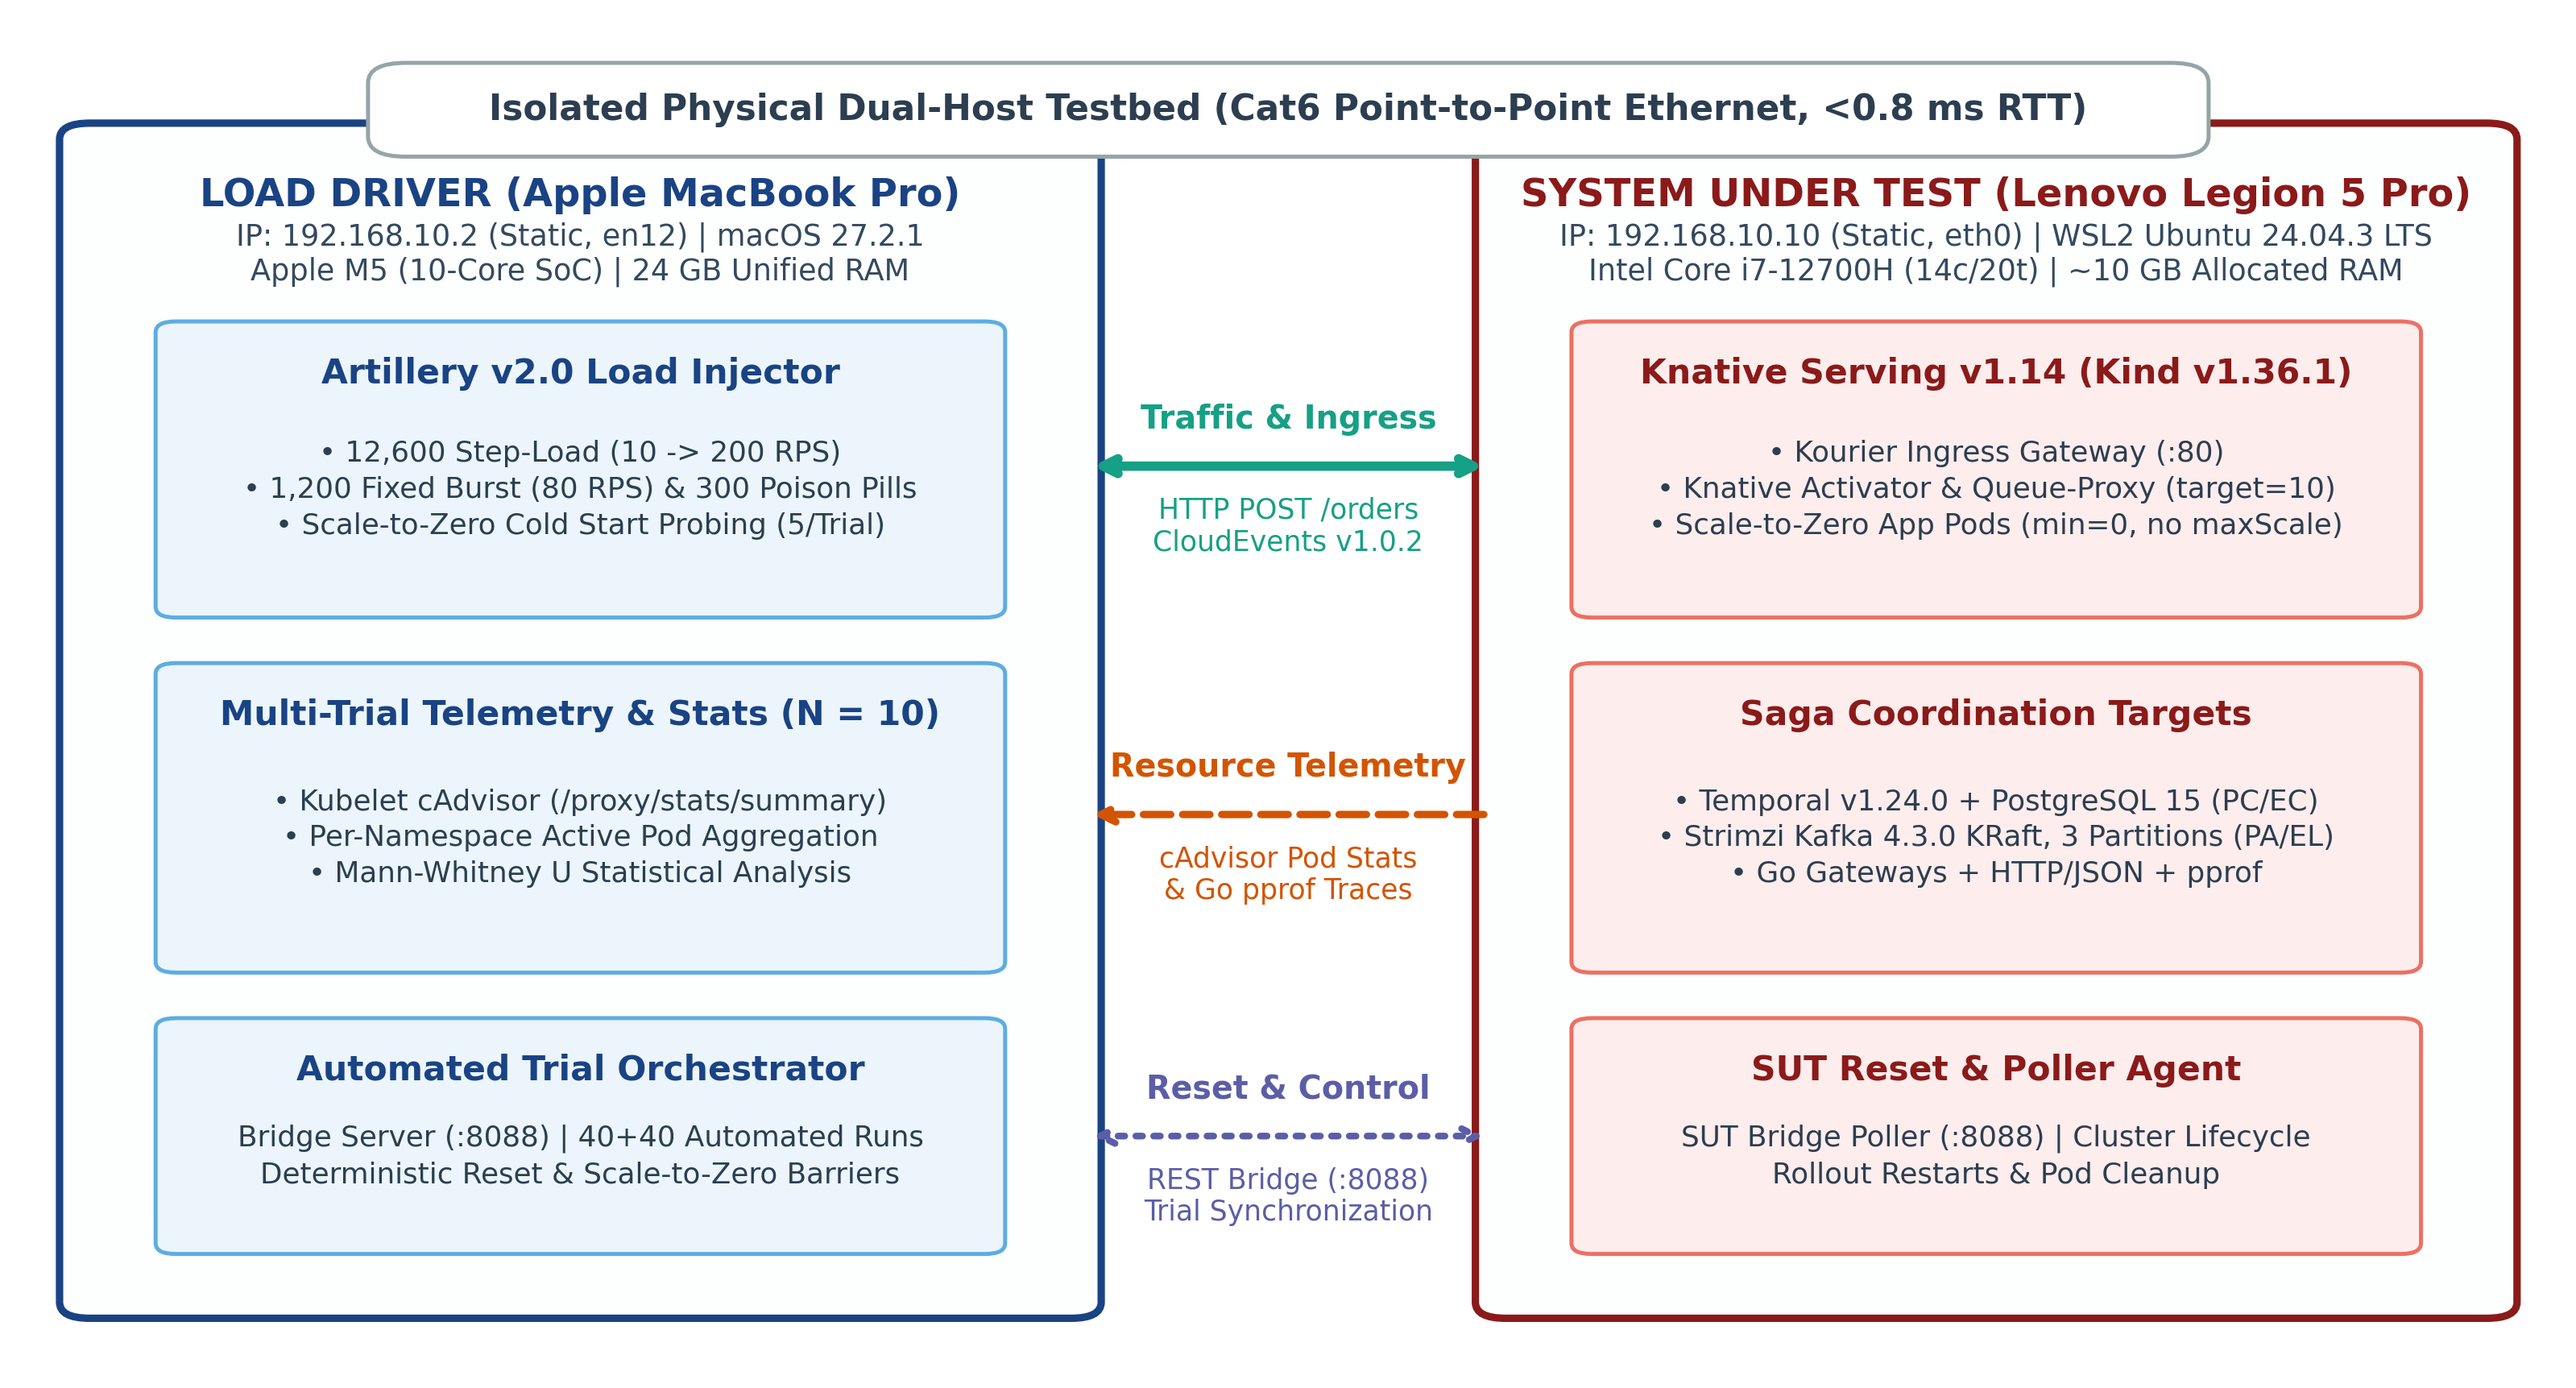 Isolated Physical Dual-Host Testbed (Cat6 Point-to-Point Ethernet, <0.8 ms RTT)
LOAD DRIVER (Apple MacBook Pro)
IP: 192.168.10.2 (Static, en12) | macOS 27.2.1
Apple M5 (10-Core SoC) | 24 GB Unified RAM
Artillery v2.0 Load Injector
• 12,600 Step-Load (10 -> 200 RPS)
• 1,200 Fixed Burst (80 RPS) & 300 Poison Pills
• Scale-to-Zero Cold Start Probing (5/Trial)
Multi-Trial Telemetry & Stats (N = 10)
• Kubelet cAdvisor (/proxy/stats/summary)
• Per-Namespace Active Pod Aggregation
• Mann-Whitney U Statistical Analysis
Automated Trial Orchestrator
Bridge Server (:8088) | 40+40 Automated Runs
Deterministic Reset & Scale-to-Zero Barriers
Traffic & Ingress
HTTP POST /orders
CloudEvents v1.0.2
Resource Telemetry
cAdvisor Pod Stats
& Go pprof Traces
Reset & Control
REST Bridge (:8088)
Trial Synchronization
SYSTEM UNDER TEST (Lenovo Legion 5 Pro)
IP: 192.168.10.10 (Static, eth0) | WSL2 Ubuntu 24.04.3 LTS
Intel Core i7-12700H (14c/20t) | ~10 GB Allocated RAM
Knative Serving v1.14 (Kind v1.36.1)
• Kourier Ingress Gateway (:80)
• Knative Activator & Queue-Proxy (target=10)
• Scale-to-Zero App Pods (min=0, no maxScale)
Saga Coordination Targets
• Temporal v1.24.0 + PostgreSQL 15 (PC/EC)
• Strimzi Kafka 4.3.0 KRaft, 3 Partitions (PA/EL)
• Go Gateways + HTTP/JSON + pprof
SUT Reset & Poller Agent
SUT Bridge Poller (:8088) | Cluster Lifecycle
Rollout Restarts & Pod Cleanup